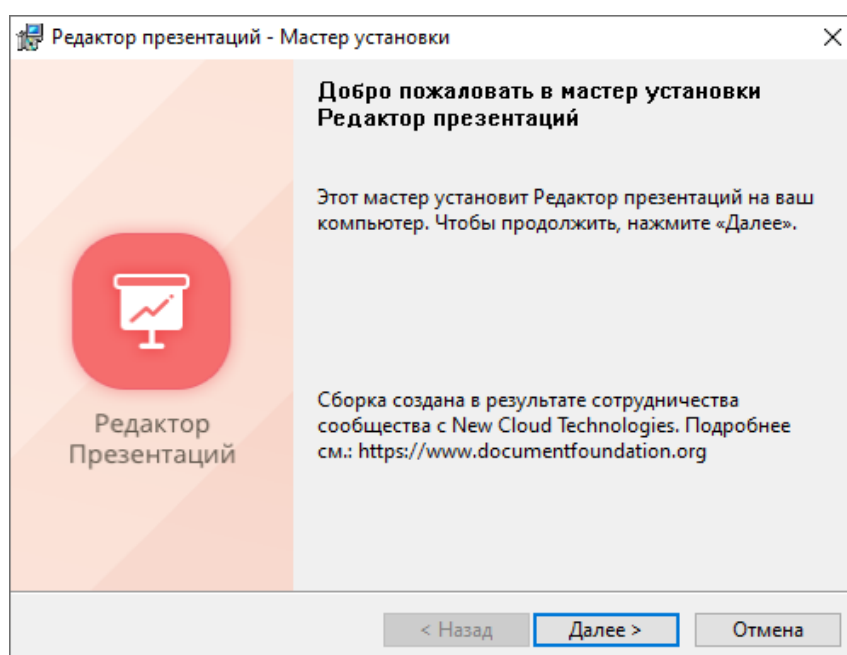 Редактор презентаций - Мастер установки
Добро пожаловать в мастер установки
Редактор презентаций
Этот мастер установит Редактор презентаций на ваш
компьютер. Чтобы продолжить, нажмите «Далее».
Редактор
Презентаций
Сборка создана в результате сотрудничества
сообщества с New Cloud Technologies. Подробнее
см.: https://www.documentfoundation.org
< Назад
Далее >
Отмена